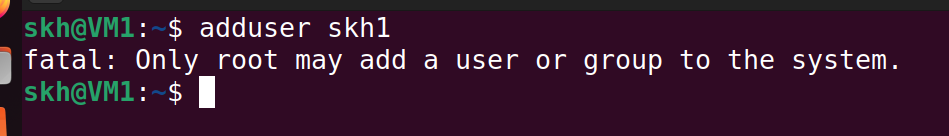 skh@VM1:~$ adduser skh1
fatal: Only root may add a user or group to the system.
skh@VM1:~$